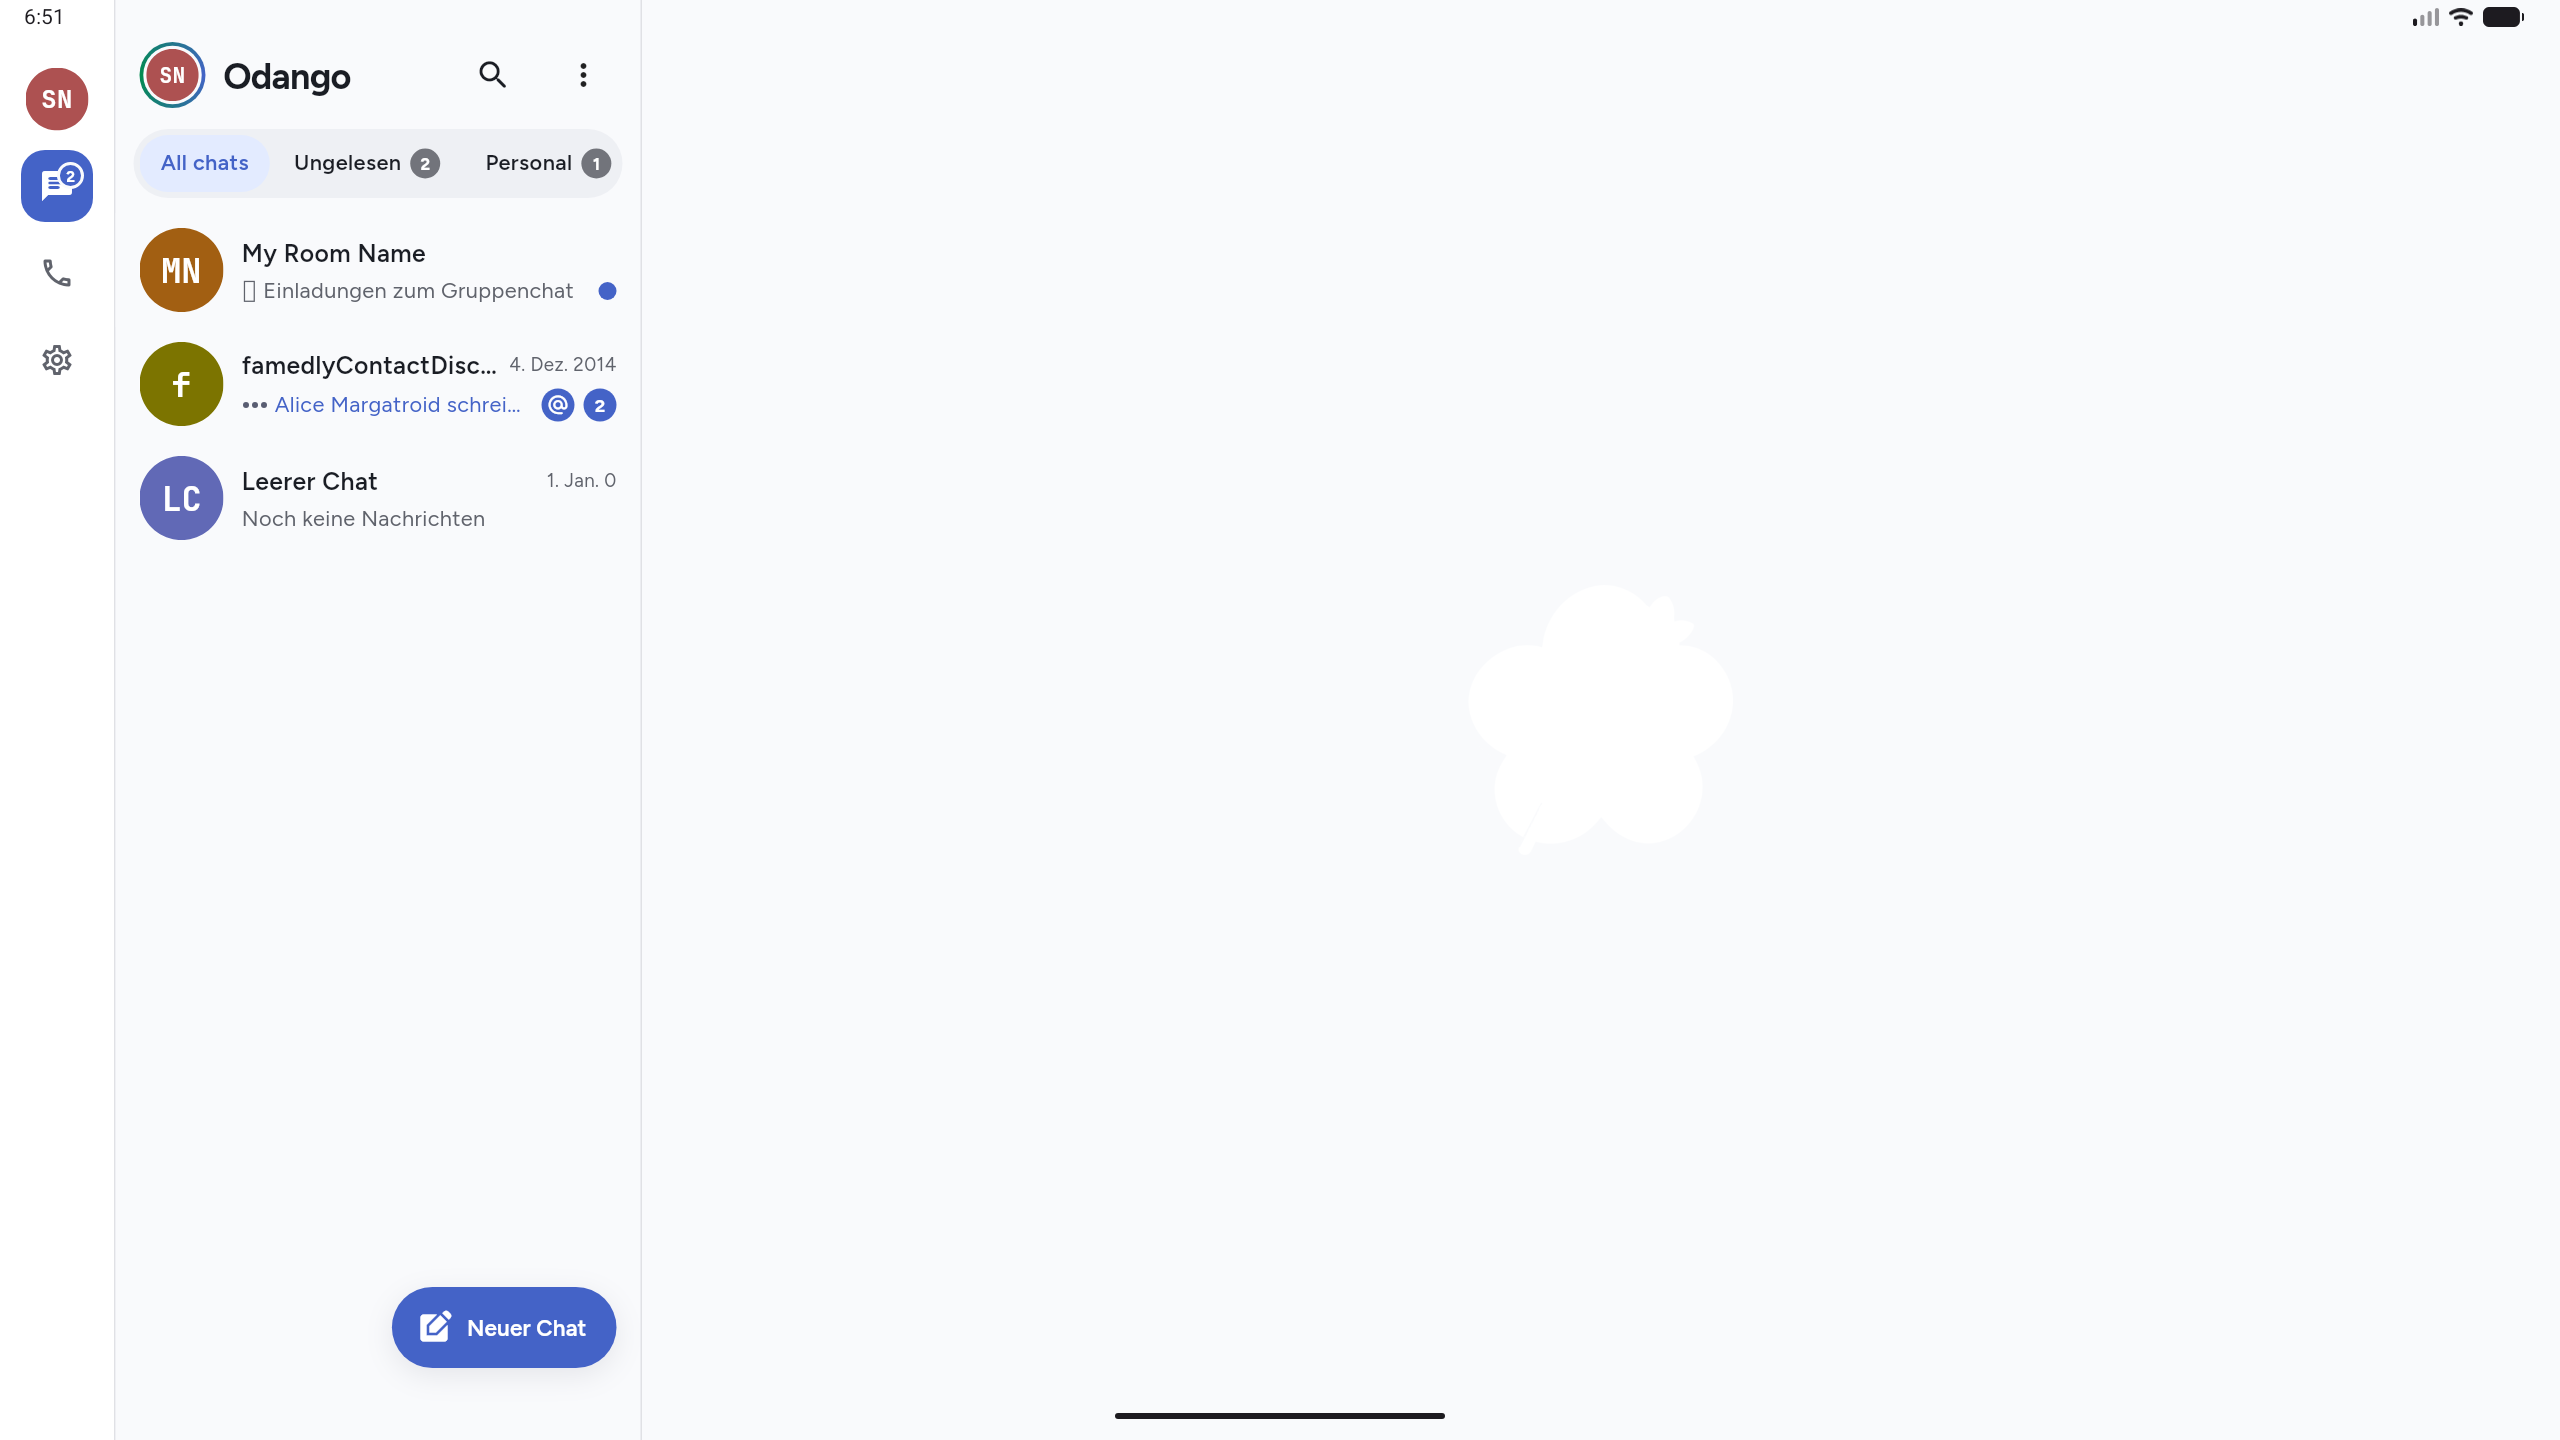 6:51
SN
SN
Odango
2
All chats
Ungelesen 2
Personal 1
MN
My Room Name
Einladungen zum Gruppenchat
f
famedlyContactDisc...
4. Dez. 2014
Alice Margatroid schrei...
@ 2
LC
Leerer Chat
1. Jan. 0
Noch keine Nachrichten
Neuer Chat